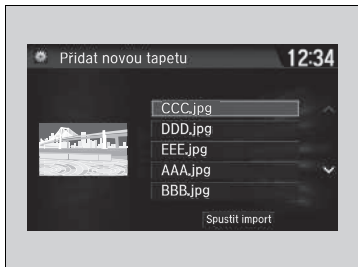 Přidat novou tapetu 12:34
CCC.jpg
DDD.jpg
EEE.jpg
AAA.jpg
BBB.jpg
Spustit import